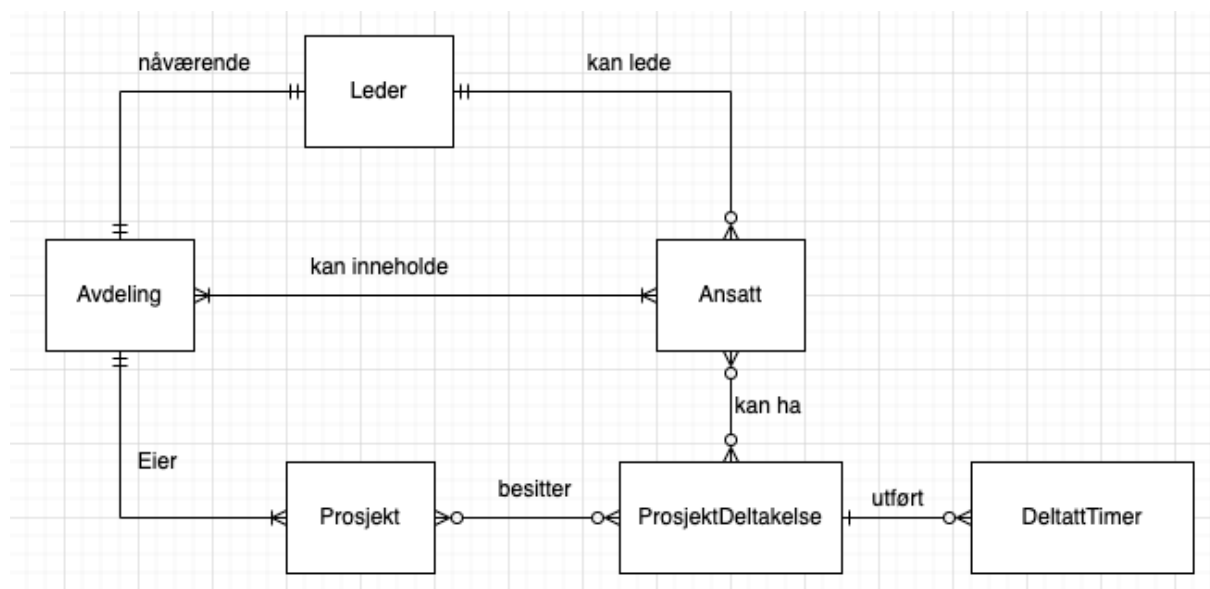 nåværende
Leder
kan lede
Avdeling
kan inneholde
Ansatt
kan ha
Eier
Prosjekt
besitter
ProsjektDeltakelse
utført
DeltattTimer